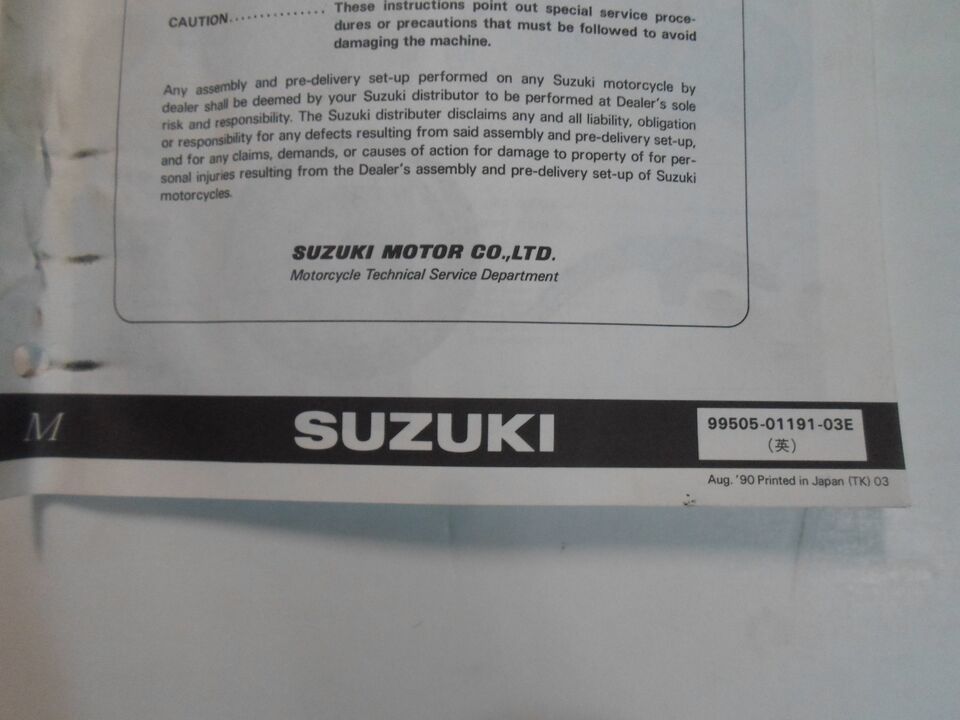 CAUTION.............. These instructions point out special service proce-
dures or precautions that must be followed to avoid
damaging the machine.
Any assembly and pre-delivery set-up performed on any Suzuki motorcycle by
dealer shall be deemed by your Suzuki distributor to be performed at Dealer's sole
risk and responsibility. The Suzuki distributer disclaims any and all liability, obligation
or responsibility for any defects resulting from said assembly and pre-delivery set-up,
and for any claims, demands, or causes of action for damage to property of for per-
sonal injuries resulting from the Dealer's assembly and pre-delivery set-up of Suzuki
motorcycles.
SUZUKI MOTOR CO.,LTD.
Motorcycle Technical Service Department
M
SUZUKI
99505-01191-03E
(英)
Aug. '90 Printed in Japan (TK) 03